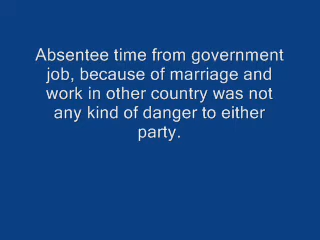 Absentee time from government
job, because of marriage and
work in other country was not
any kind of danger to either
party.